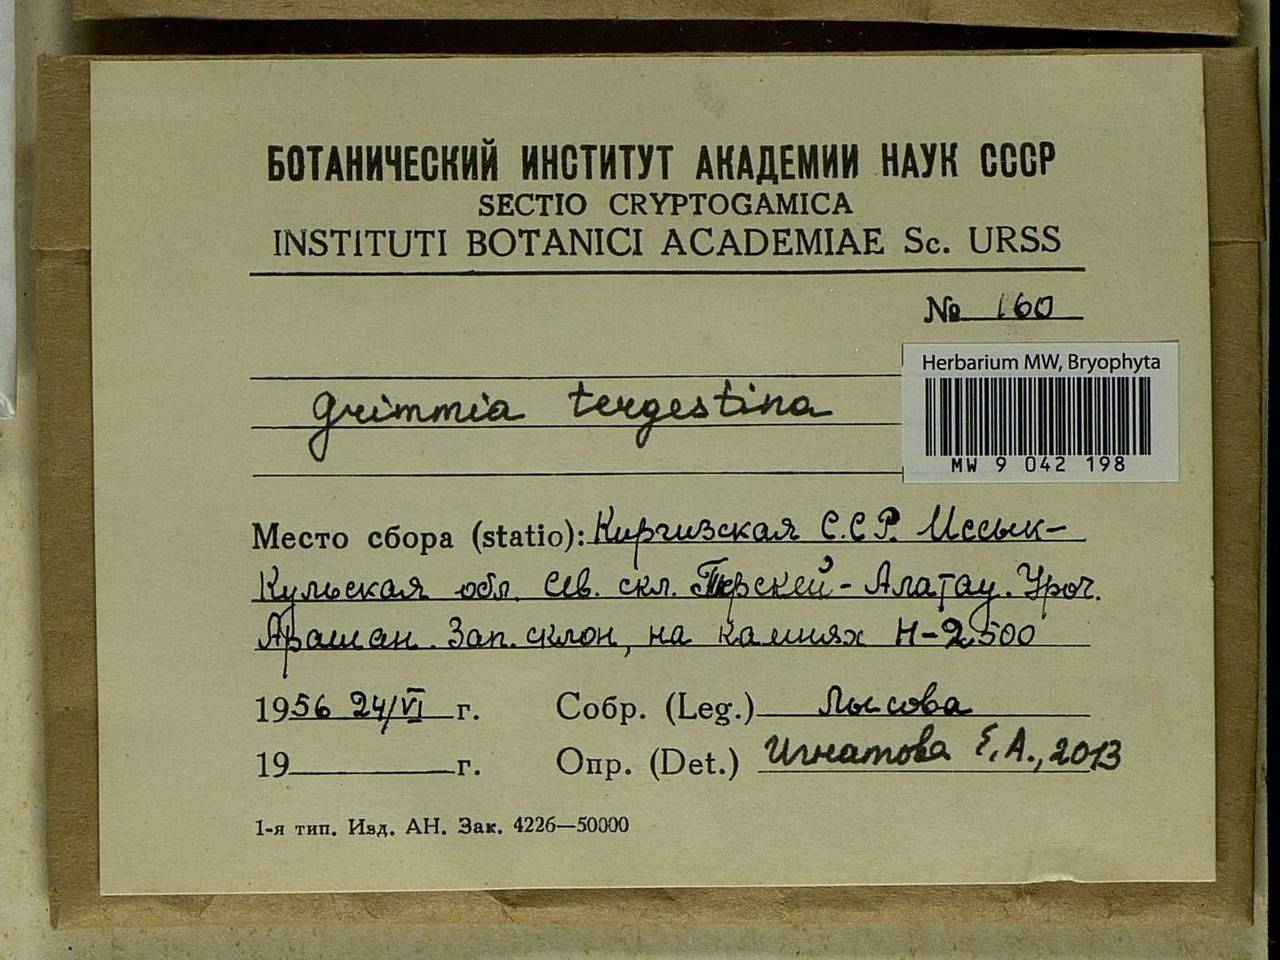 БОТАНИЧЕСКИЙ ИНСТИТУТ АКАДЕМИИ НАУК СССР
SECTIO CRYPTOGAMICA
INSTITUTI BOTANICI ACADEMIAE Sc. URSS
№ 160
Herbarium MW, Bryophyta
MW 9 042 198
Grimmia tergestina
Место сбора (statio): Киргизская С.С.Р. Иссык-
Кульская обл. Сев. скл. Терскей-Алатау. Уроч.
Арашан. Зап. склон, на камнях H-2500
1956 24/VI г. Собр. (Leg.) Лысова
19 г. Опр. (Det.) Игнатова Е.А., 2013
1-я тип. Изд. АН. Зак. 4226—50000